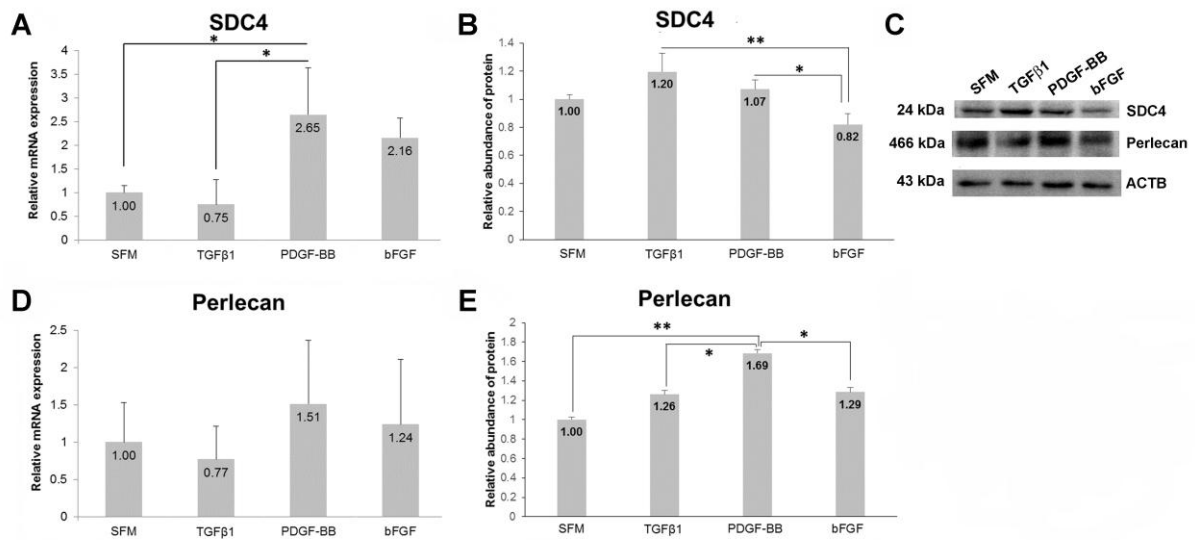 A
SDC4
Relative mRNA expression
4
3.5
3
2.5
2
1.5
1
0.5
0
*
*
1.00
0.75
2.65
2.16
SFM TGFβ1 PDGF-BB bFGF
B
SDC4
Relative abundance of protein
1.4
1.2
1
0.8
0.6
0.4
0.2
0
**
*
1.00
1.20
1.07
0.82
SFM TGFβ1 PDGF-BB bFGF
C
SFM TGFβ1 PDGF-BB bFGF
24 kDa SDC4
466 kDa Perlecan
43 kDa ACTB
D
Perlecan
Relative mRNA expression
2.5
2
1.5
1
0.5
0
1.00
0.77
1.51
1.24
SFM TGFβ1 PDGF-BB bFGF
E
Perlecan
Relative abundance of protein
2
1.8
1.6
1.4
1.2
1
0.8
0.6
0.4
0.2
0
**
*
*
1.00
1.26
1.69
1.29
SFM TGFβ1 PDGF-BB bFGF